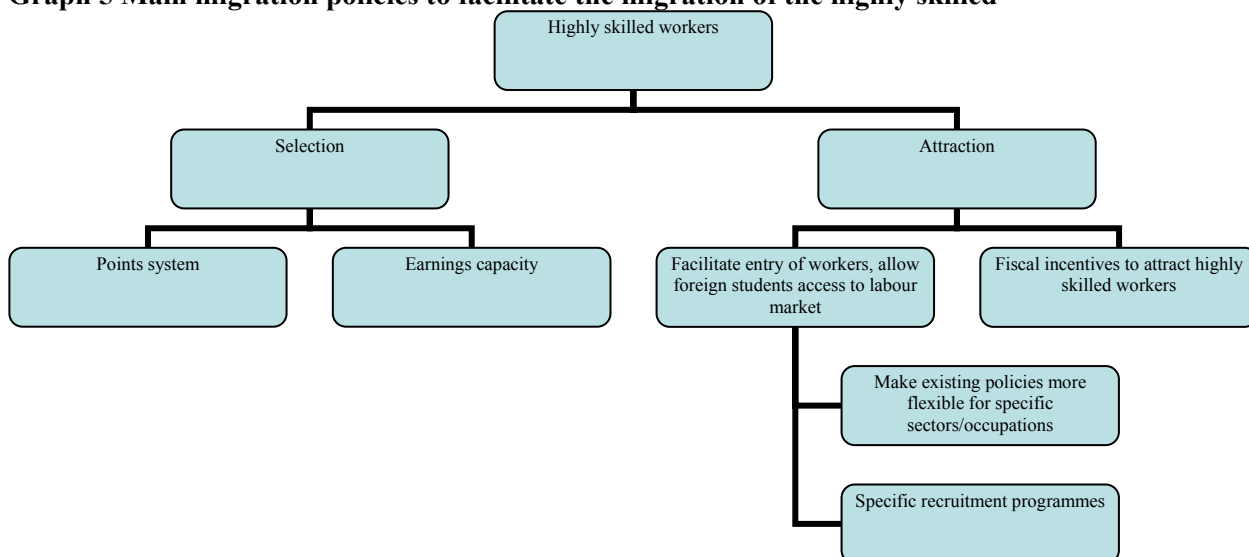 Graph 5 Main migration policies to facilitate the migration of the highly skilled
Highly skilled workers
Selection
Attraction
Points system
Earnings capacity
Facilitate entry of workers, allow
foreign students access to labour
market
Fiscal incentives to attract highly
skilled workers
Make existing policies more
flexible for specific
sectors/occupations
Specific recruitment programmes